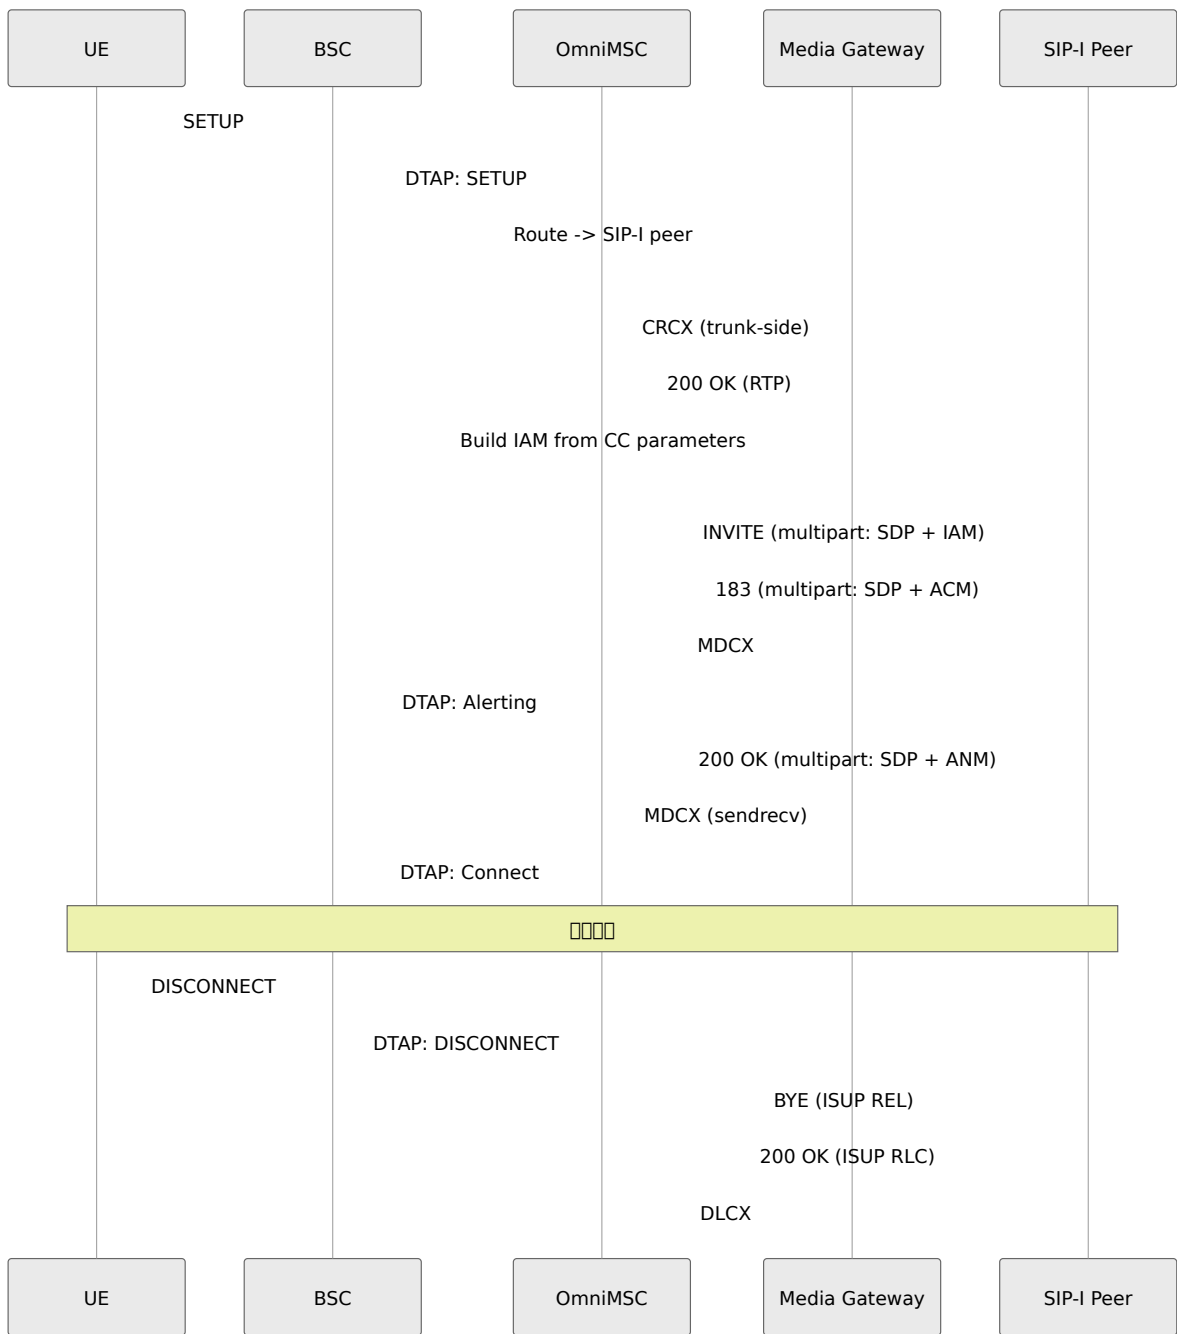 UE BSC OmniMSC Media Gateway SIP-I Peer
SETUP
DTAP: SETUP
Route -> SIP-I peer
CRCX (trunk-side)
200 OK (RTP)
Build IAM from CC parameters
INVITE (multipart: SDP + IAM)
183 (multipart: SDP + ACM)
MDCX
DTAP: Alerting
200 OK (multipart: SDP + ANM)
MDCX (sendrecv)
DTAP: Connect
DISCONNECT
DTAP: DISCONNECT
BYE (ISUP REL)
200 OK (ISUP RLC)
DLCX
UE BSC OmniMSC Media Gateway SIP-I Peer